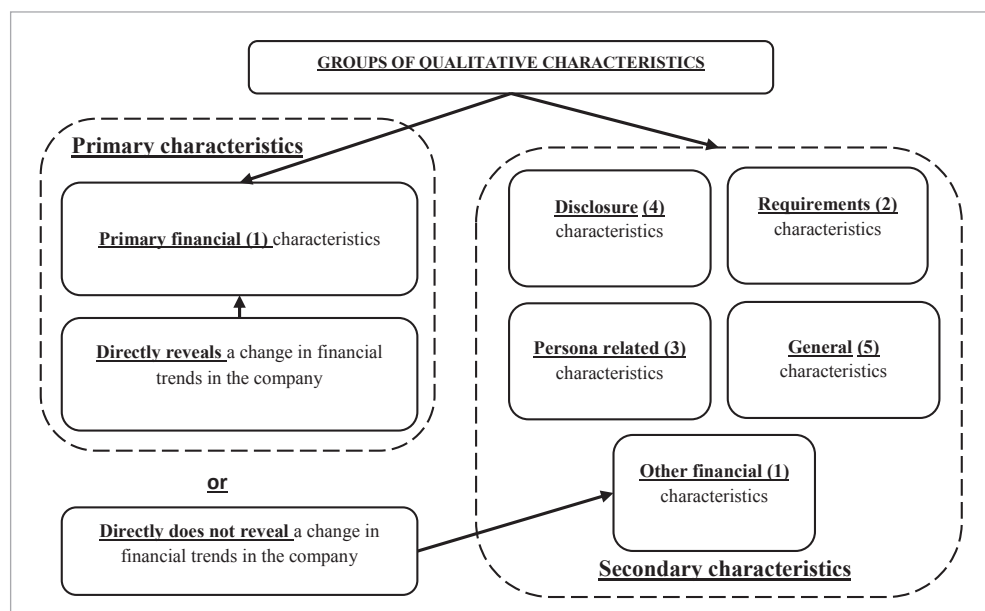 GROUPS OF QUALITATIVE CHARACTERISTICS
Primary characteristics
Primary financial (1) characteristics
Directly reveals a change in financial
trends in the company
or
Directly does not reveal a change in
financial trends in the company
Disclosure (4)
characteristics
Requirements (2)
characteristics
Persona related (3)
characteristics
General (5)
characteristics
Other financial (1)
characteristics
Secondary characteristics